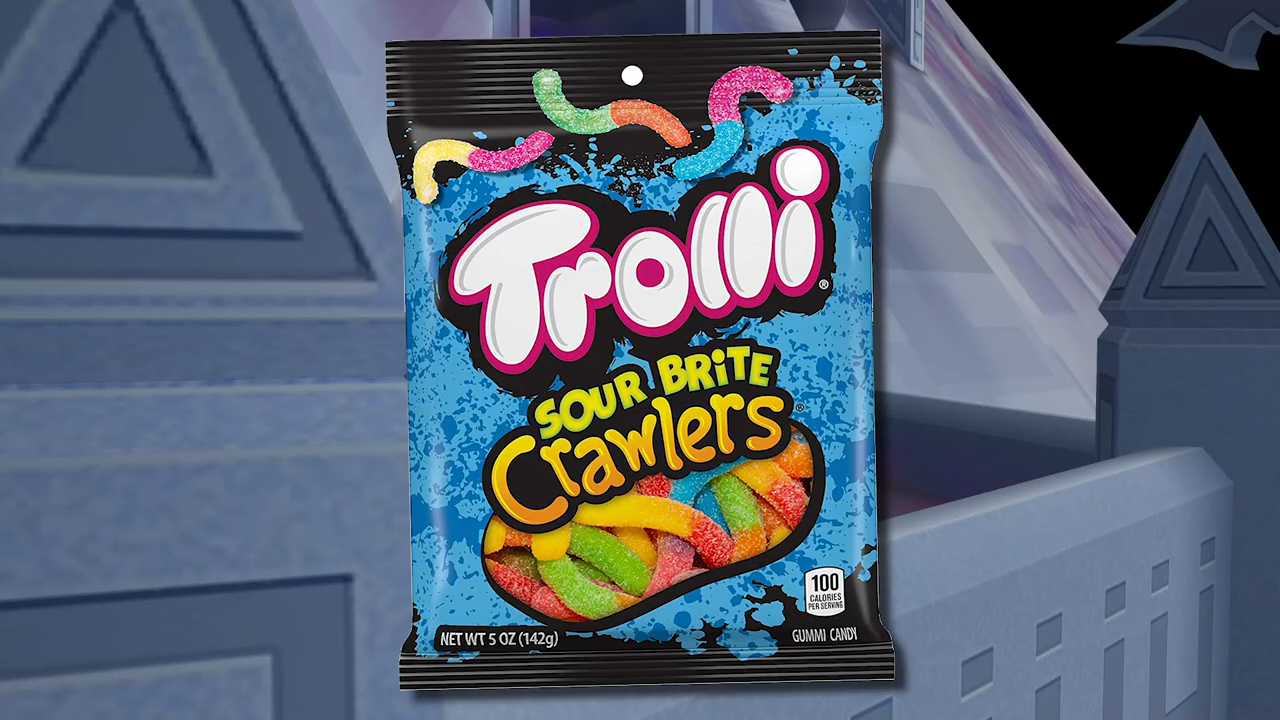 Trolli®
SOUR BRiTE
Crawlers®
100
CALORIES
PER SERVING
NET WT 5 OZ (142g)
GUMMI CANDY